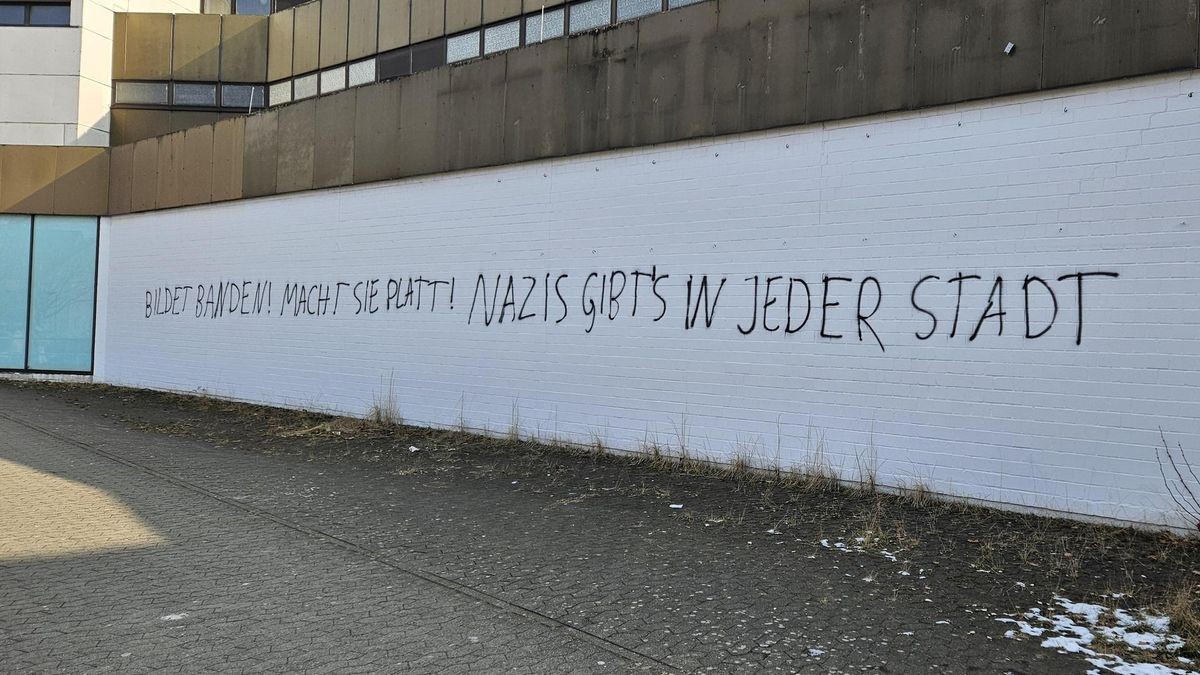 BILDET BANDEN! MACHT SIE PLATT! NAZIS GIBT'S IN JEDER STADT